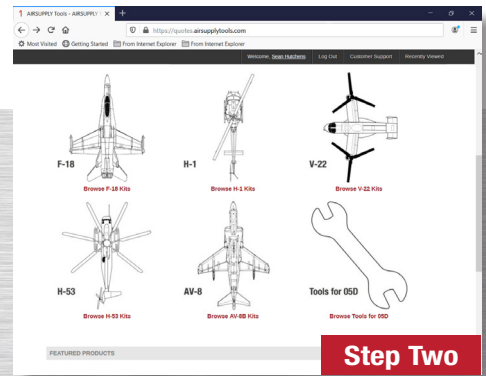 AIRSUPPLY Tools - AIRSUPPLY
https://quotes.airsupplytools.com
Most Visited Getting Started From Internet Explorer From Internet Explorer
Welcome, Sean Hutchens Log Out Customer Support Recently Viewed
F-18 H-1 V-22
Browse F-18 Kits Browse H-1 Kits Browse V-22 Kits
H-53 AV-8 Tools for 05D
Browse H-53 Kits Browse AV-8B Kits Browse Tools for 05D
FEATURED PRODUCTS
Step Two